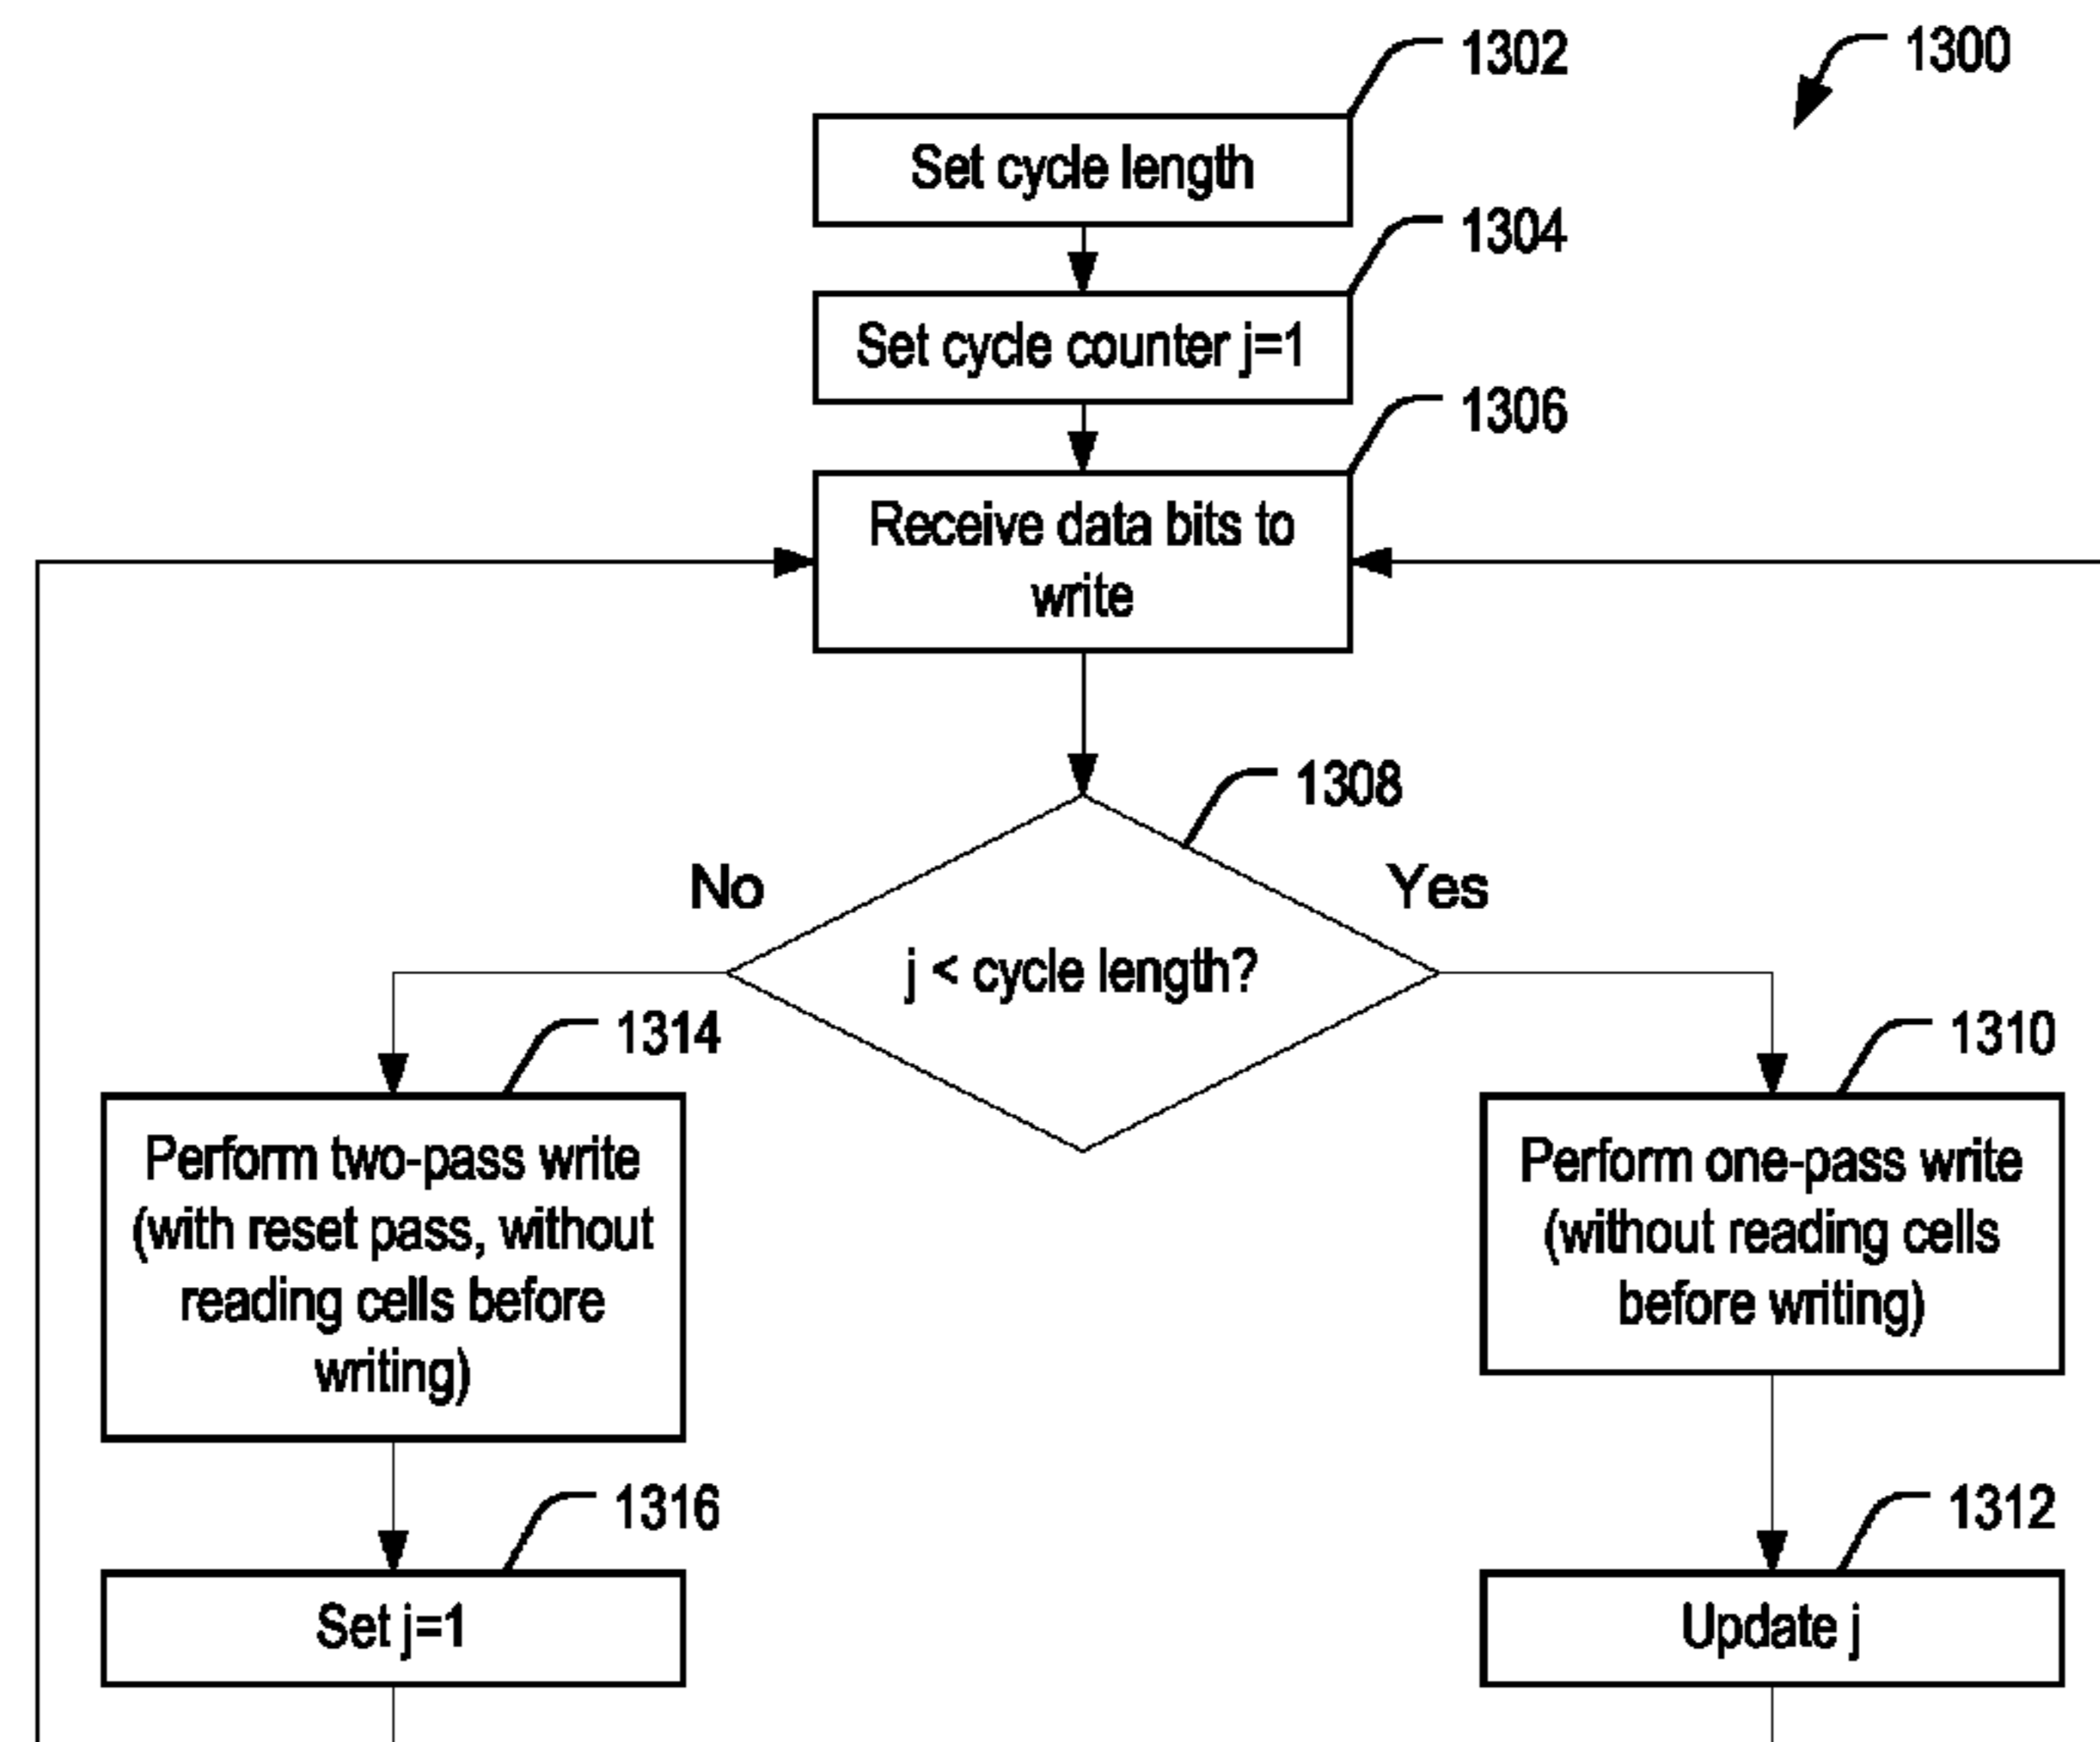 1302
1300
Set cycle length
1304
Set cycle counter j=1
1306
Receive data bits to
write
1308
No
Yes
j < cycle length?
1314
1310
Perform two-pass write
(with reset pass, without
reading cells before
writing)
Perform one-pass write
(without reading cells
before writing)
1316
1312
Set j=1
Update j